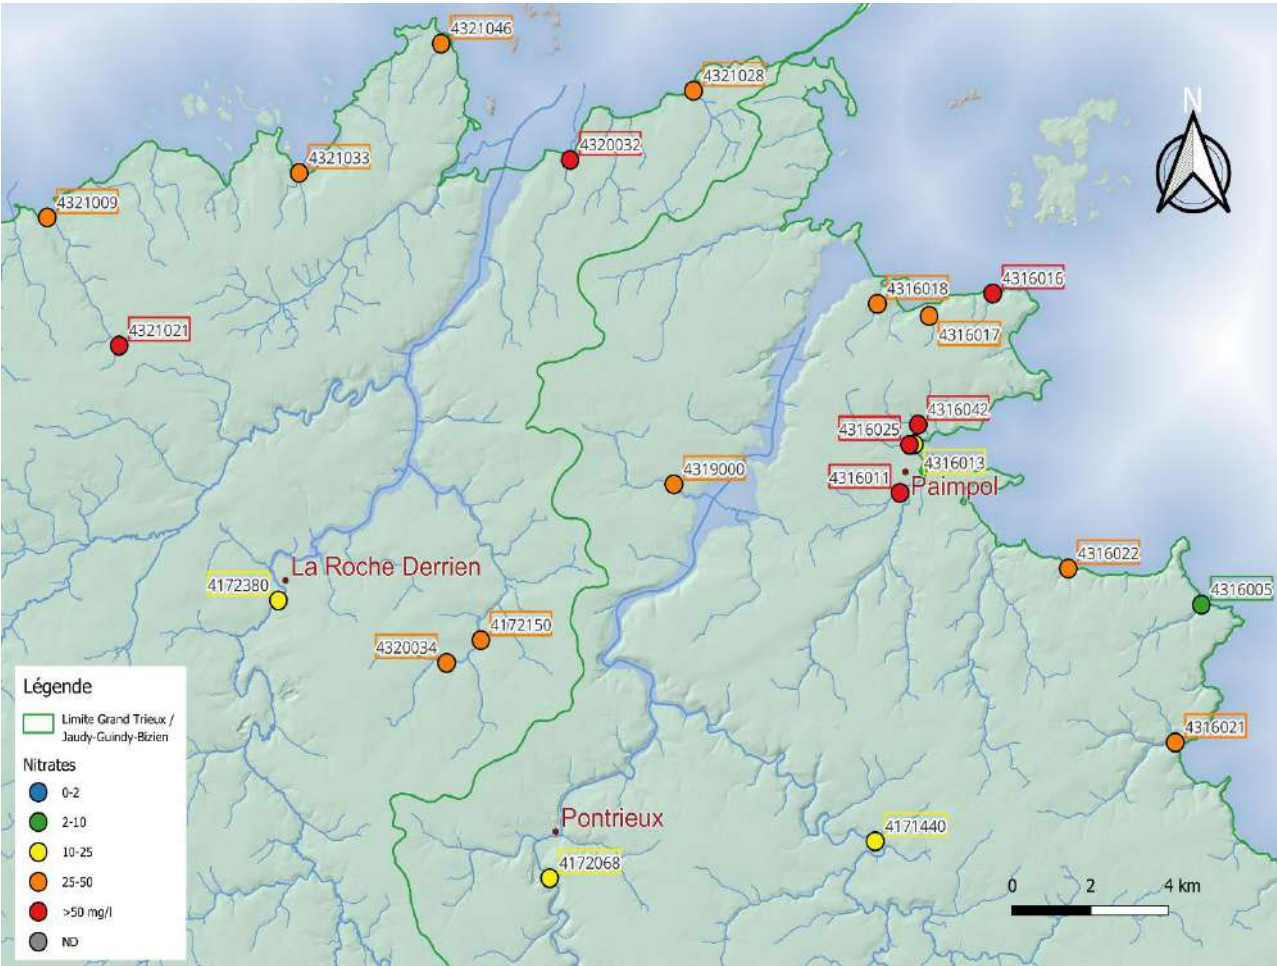 4321046
4321028
N
4320032
4321033
4321009
4316016
4316018
4321021
4316017
4316042
4316025
4316013
4319000
4316011
Paimpol
La Roche Derrien
4316022
4172380
4316005
4172150
4320034
4316021
Légende
Limite Grand Trieux /
Jaudy-Guindy-Bizien
Nitrates
0-2
2-10
10-25
25-50
>50 mg/l
ND
Pontrieux
4171440
4172068
0 2 4 km